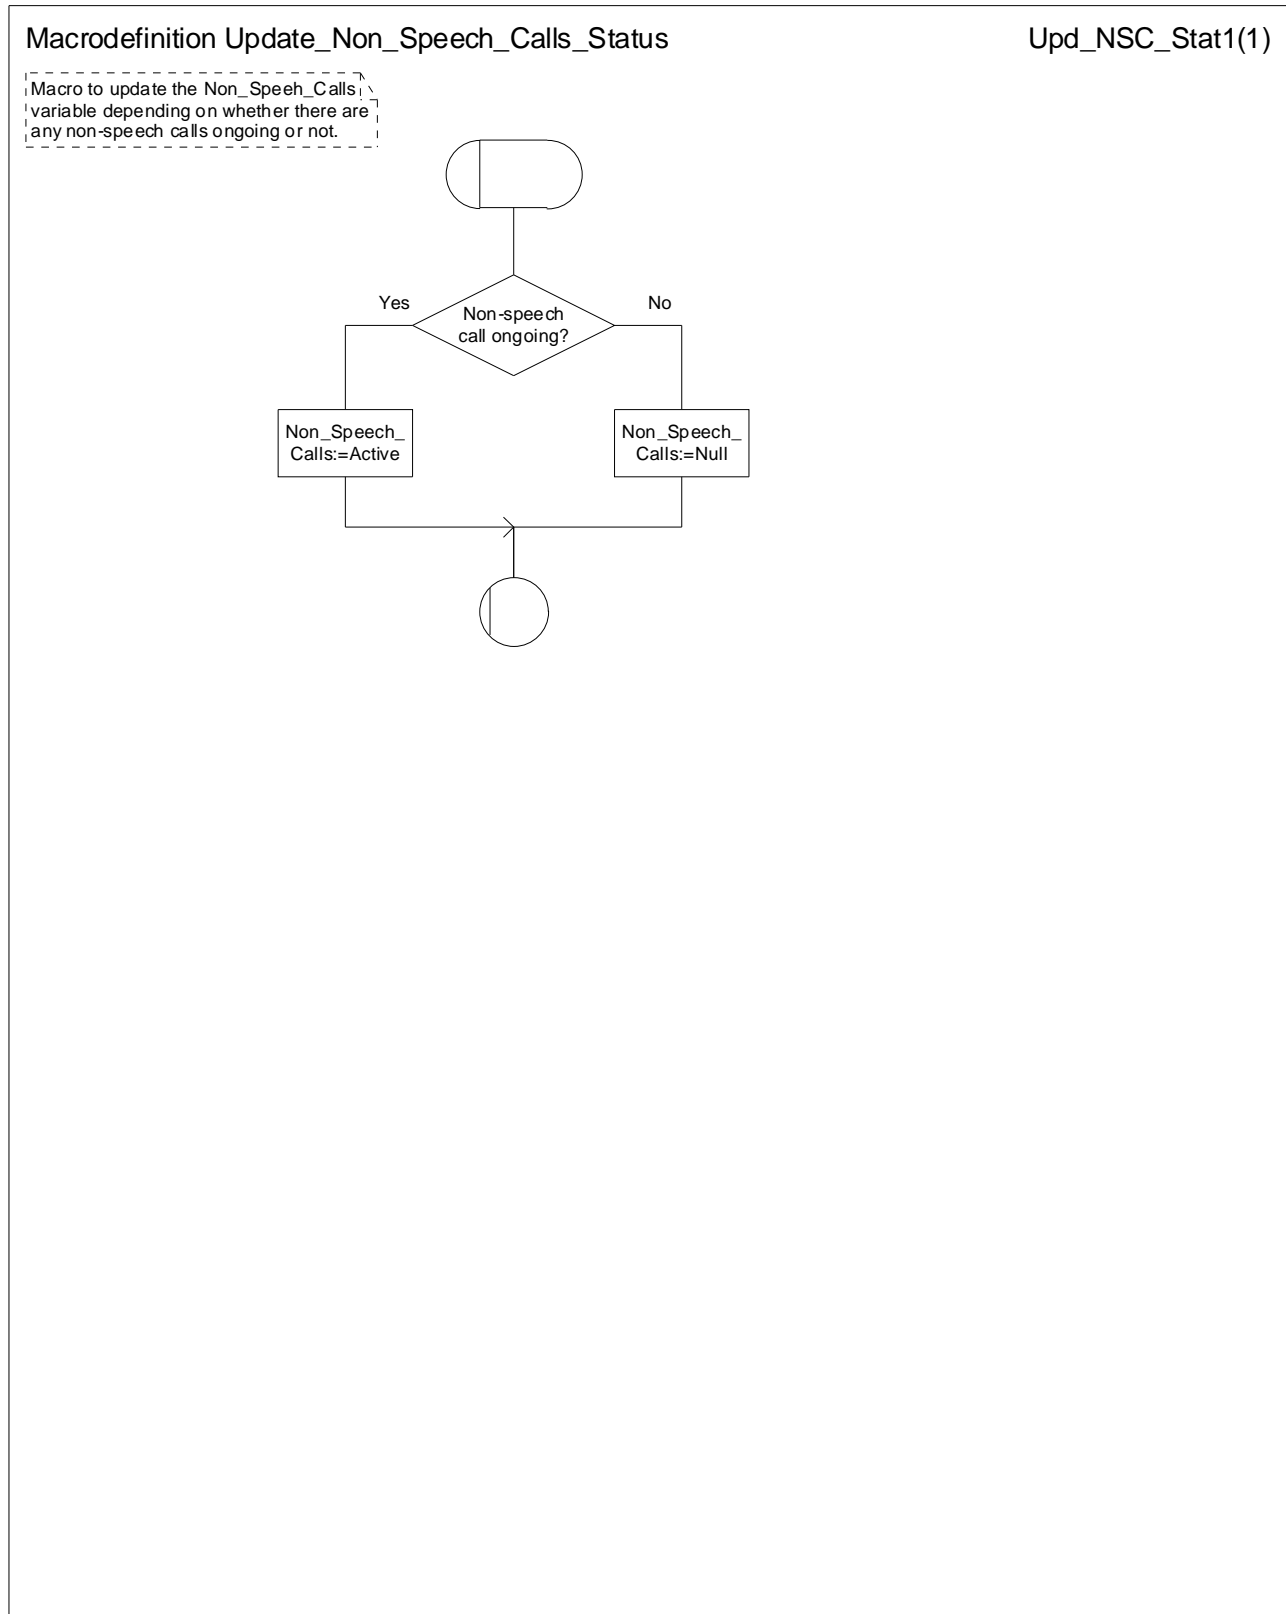 Macrodefinition Update_Non_Speech_Calls_Status
Upd_NSC_Stat1(1)
Macro to update the Non_Speeh_Calls
variable depending on whether there are
any non-speech calls ongoing or not.
Yes
No
Non-speech
call ongoing?
Non_Speech_
Calls:=Active
Non_Speech_
Calls:=Null